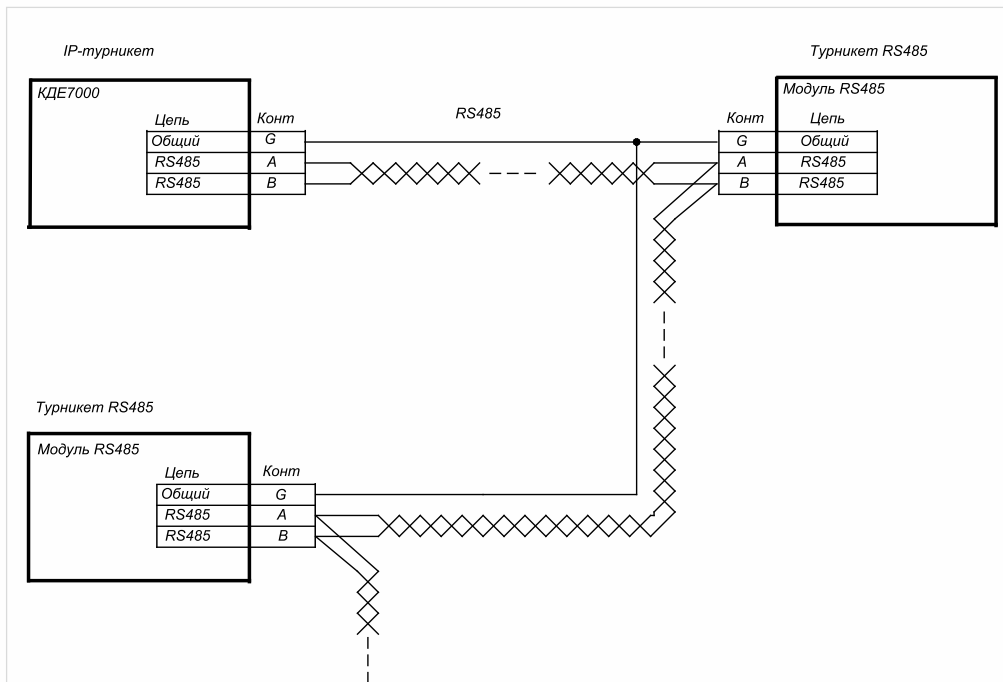 IP-турникет
Турникет RS485
КДЕ7000
Модуль RS485
RS485
Цепь Конт
Общий G
RS485 A
RS485 B
Конт Цепь
G Общий
A RS485
B RS485
Турникет RS485
Модуль RS485
Цепь Конт
Общий G
RS485 A
RS485 B